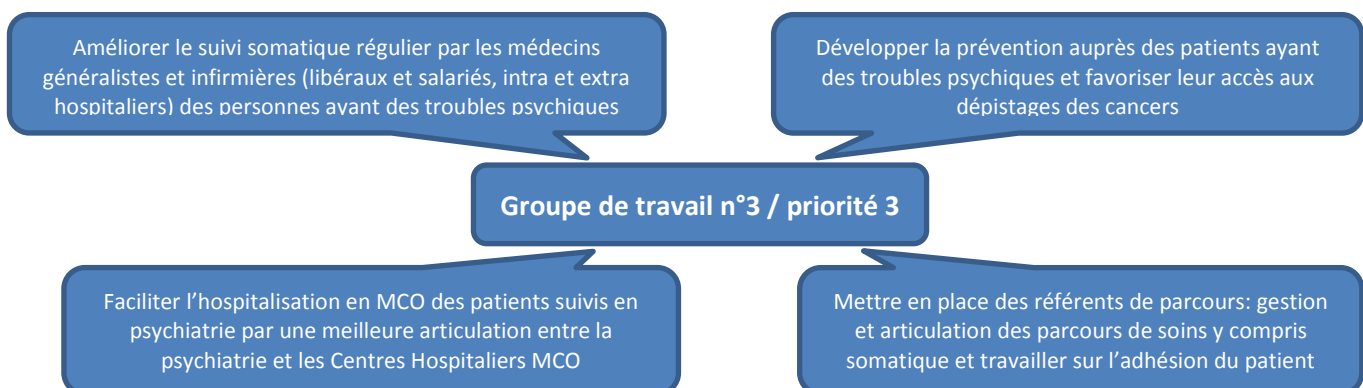 Améliorer le suivi somatique régulier par les médecins
généralistes et infirmières (libéraux et salariés, intra et extra
hospitaliers) des personnes ayant des troubles psychiques
Développer la prévention auprès des patients ayant
des troubles psychiques et favoriser leur accès aux
dépistages des cancers
Groupe de travail n°3 / priorité 3
Faciliter l’hospitalisation en MCO des patients suivis en
psychiatrie par une meilleure articulation entre la
psychiatrie et les Centres Hospitaliers MCO
Mettre en place des référents de parcours: gestion
et articulation des parcours de soins y compris
somatique et travailler sur l’adhésion du patient